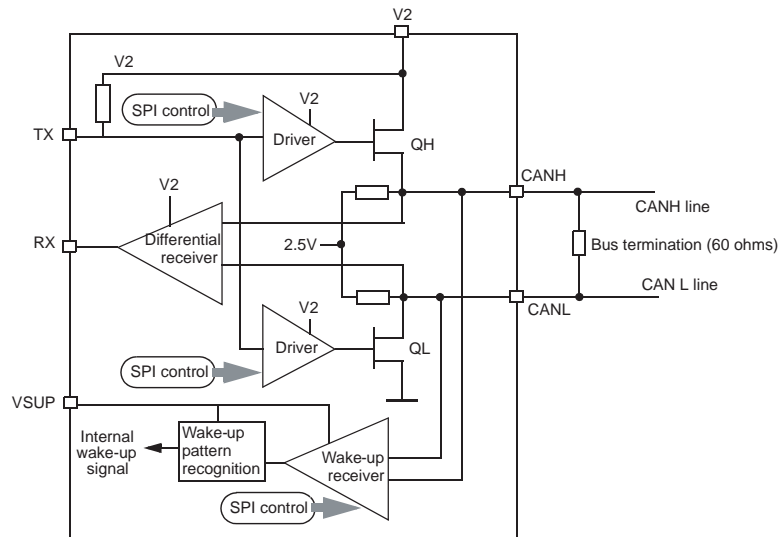 V2
V2
SPI control
V2
TX
Driver
QH
CANH
V2
CANH line
RX
Differential
receiver
2.5V
Bus termination (60 ohms)
CAN L line
V2
CANL
Driver
QL
SPI control
VSUP
Internal
wake-up
signal
Wake-up
pattern
recognition
Wake-up
receiver
SPI control